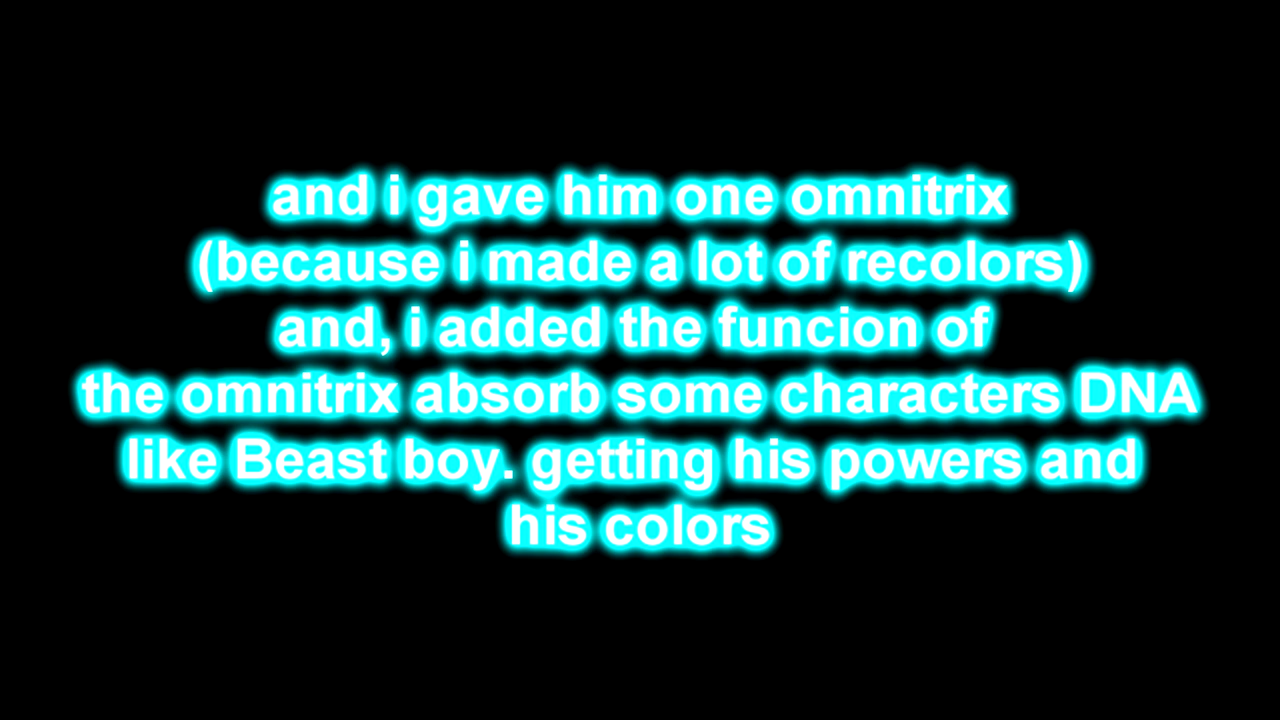 and i gave him one omnitrix
(because i made a lot of recolors)
and, i added the funcion of
the omnitrix absorb some characters DNA
like Beast boy. getting his powers and
his colors